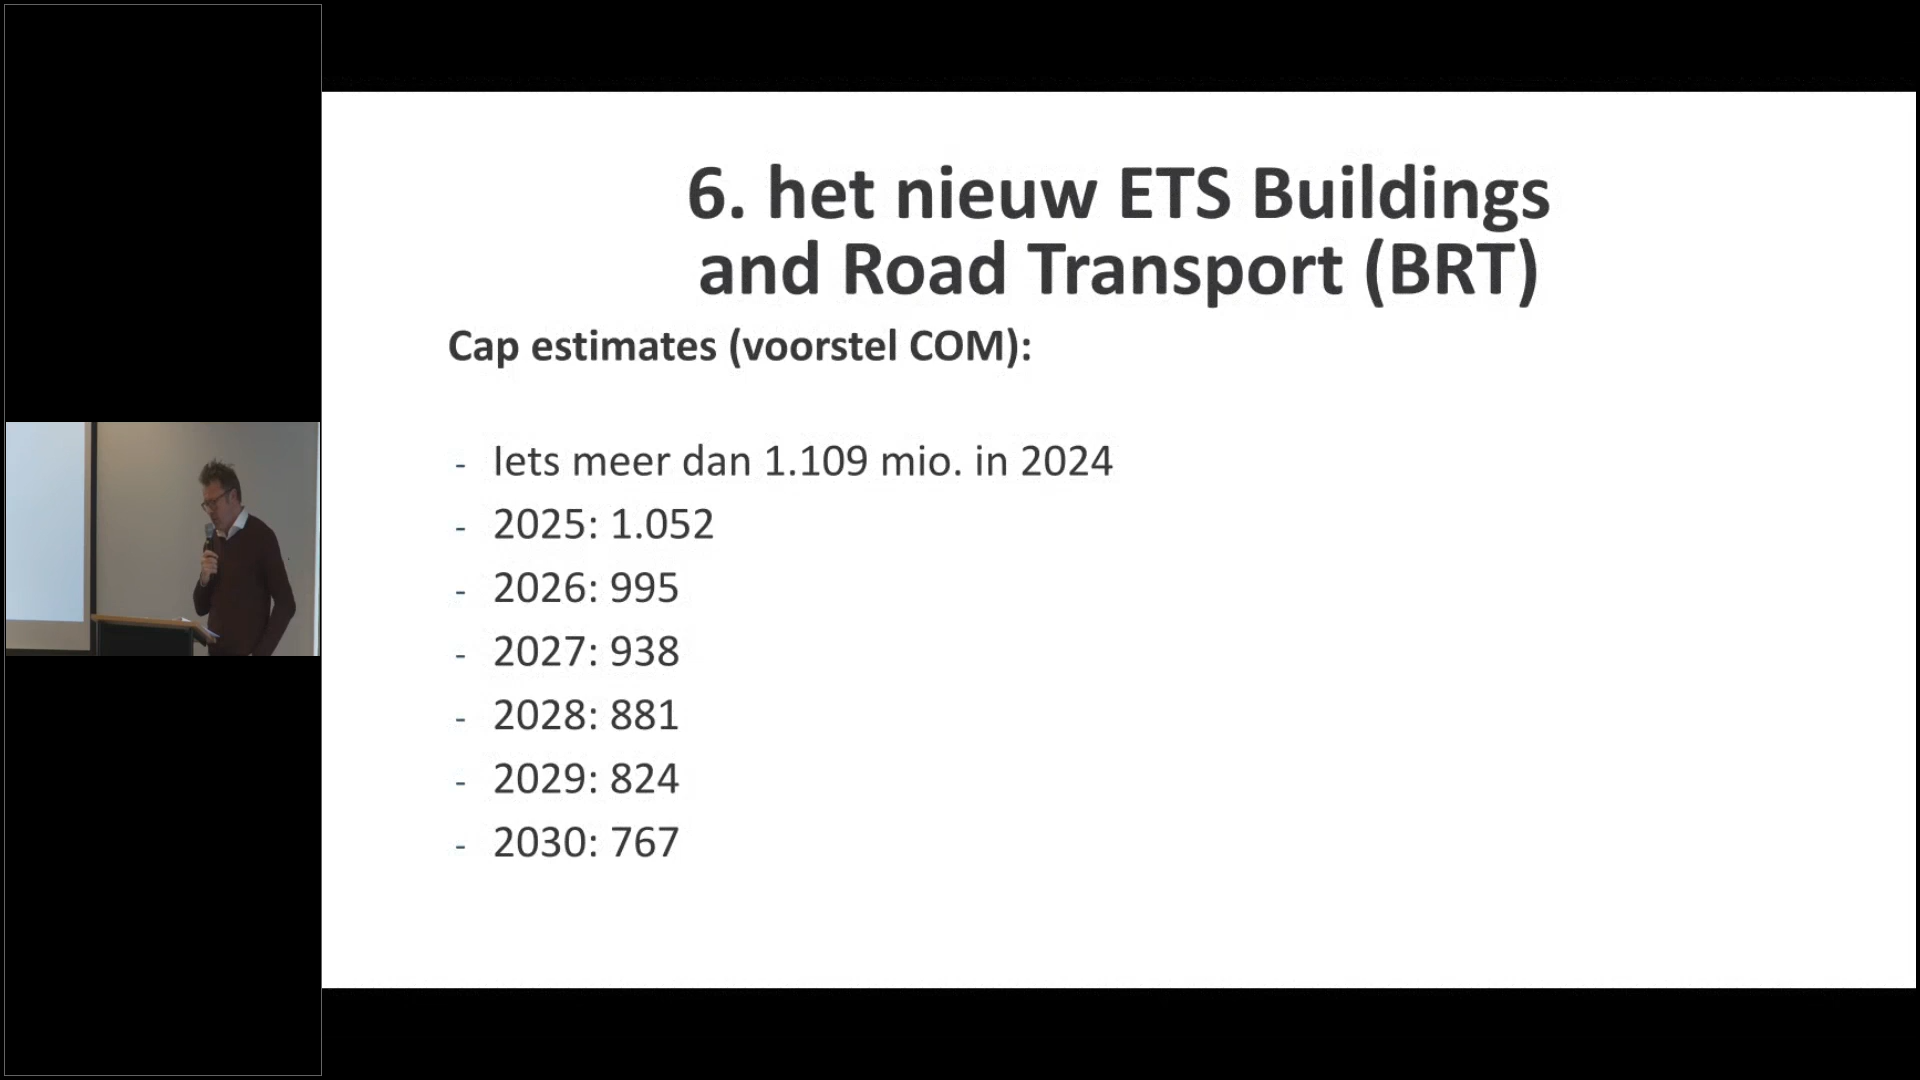 6. het nieuw ETS Buildings
and Road Transport (BRT)
Cap estimates (voorstel COM):
- Iets meer dan 1.109 mio. in 2024
- 2025: 1.052
- 2026: 995
- 2027: 938
- 2028: 881
- 2029: 824
- 2030: 767